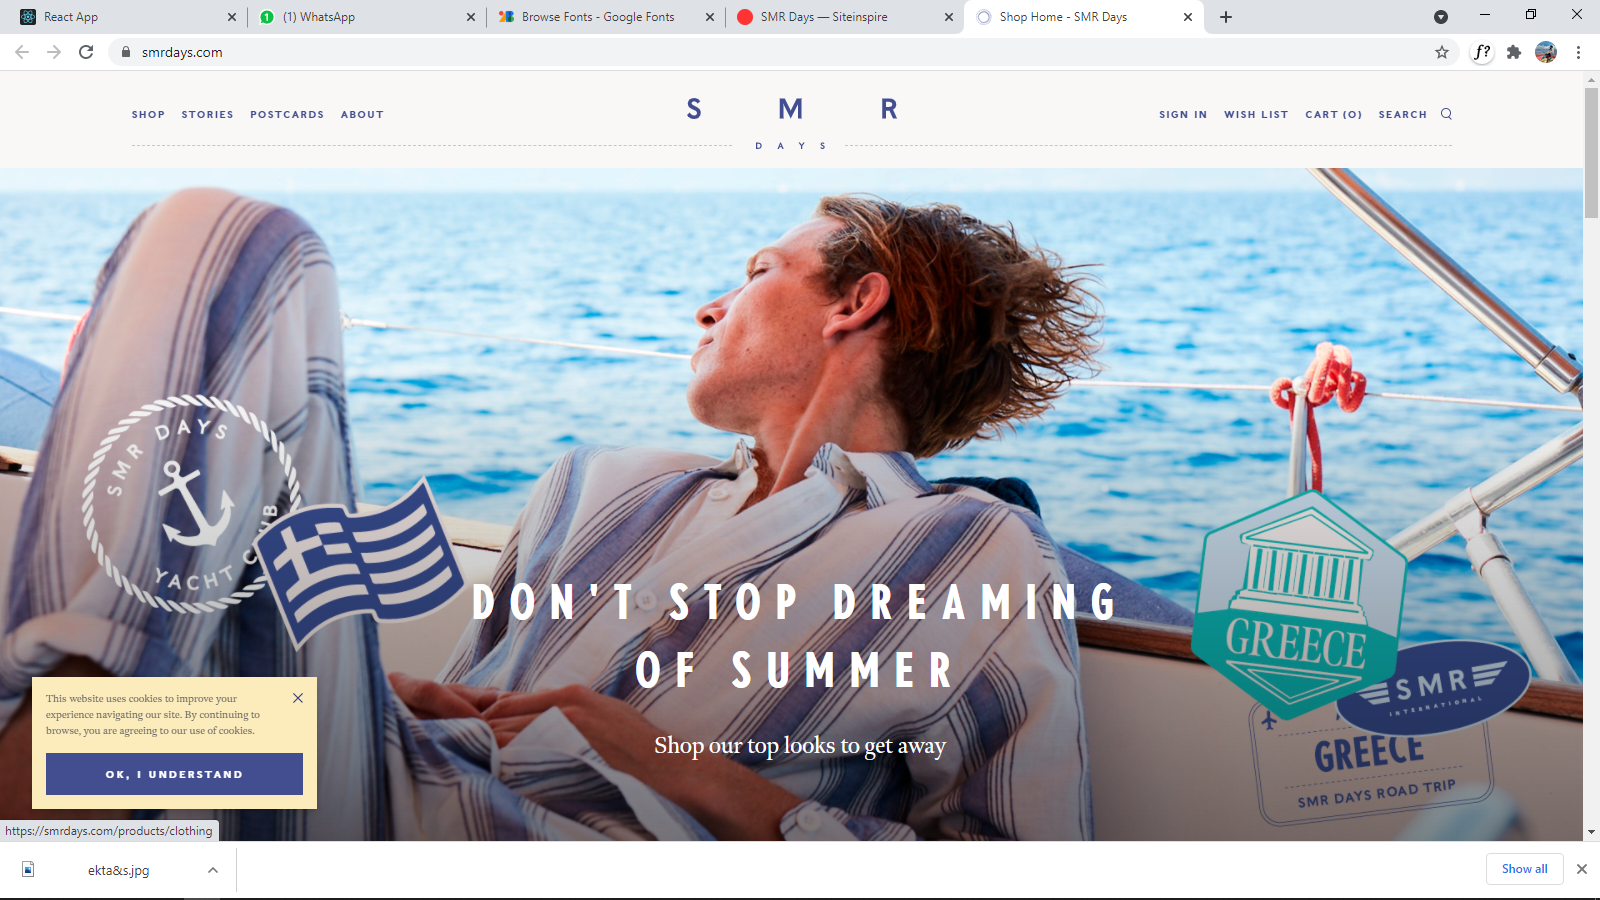 React App
(1) WhatsApp
Browse Fonts - Google Fonts
SMR Days — Siteinspire
Shop Home - SMR Days
smrdays.com
f?
SHOP STORIES POSTCARDS ABOUT
S M R
DAYS
SIGN IN WISH LIST CART (0) SEARCH
SMR DAYS
YACHT CLUB
DON'T STOP DREAMING
OF SUMMER
Shop our top looks to get away
GREECE
SMR
INTERNATIONAL
GREECE
SMR DAYS ROAD TRIP
This website uses cookies to improve your
experience navigating our site. By continuing to
browse, you are agreeing to our use of cookies.
OK, I UNDERSTAND
https://smrdays.com/products/clothing
ekta&s.jpg
Show all